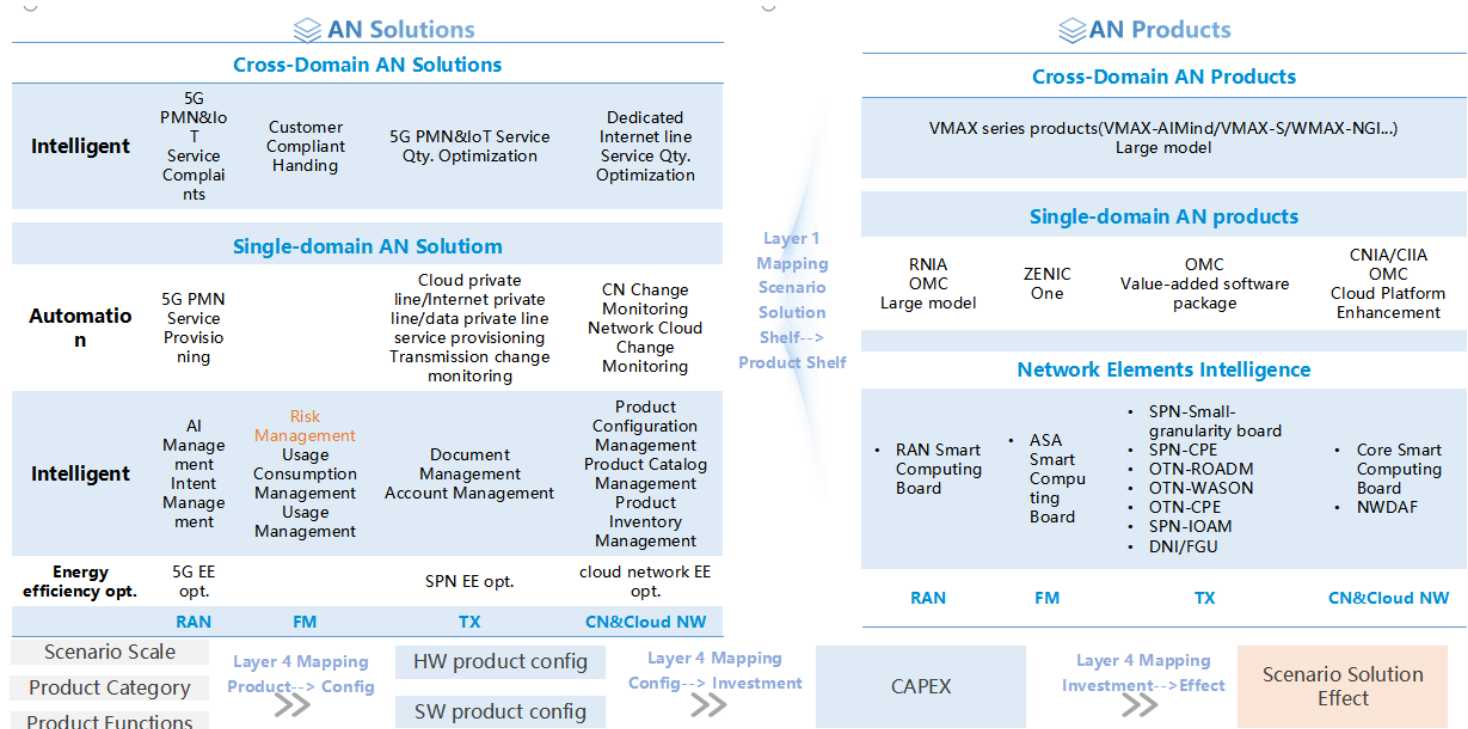 AN Solutions
Cross-Domain AN Solutions
Intelligent
5G
PMN&Io
T
Service
Complai
nts
Customer
Compliant
Handing
5G PMN&IoT Service
Qty. Optimization
Dedicated
Internet line
Service Qty.
Optimization
Single-domain AN Solutiom
Automatio
n
5G PMN
Service
Provisio
ning
Cloud private
line/Internet private
line/data private line
service provisioning
Transmission change
monitoring
CN Change
Monitoring
Network Cloud
Change
Monitoring
Intelligent
AI
Manage
ment
Intent
Manage
ment
Risk
Management
Usage
Consumption
Management
Usage
Management
Document
Management
Account Management
Product
Configuration
Management
Product Catalog
Management
Product
Inventory
Management
Energy
efficiency opt.
5G EE
opt.
SPN EE opt.
cloud network EE
opt.
RAN
FM
TX
CN&Cloud NW
Layer 1
Mapping
Scenario
Solution
Shelf-->
Product Shelf
AN Products
Cross-Domain AN Products
VMAX series products(VMAX-AIMind/VMAX-S/WMAX-NGI...)
Large model
Single-domain AN products
RNIA
OMC
Large model
ZENIC
One
OMC
Value-added software
package
CNIA/CIIA
OMC
Cloud Platform
Enhancement
Network Elements Intelligence
• RAN Smart
Computing
Board
• ASA
Smart
Compu
ting
Board
• SPN-Small-
granularity board
• SPN-CPE
• OTN-ROADM
• OTN-WASON
• OTN-CPE
• SPN-IOAM
• DNI/FGU
• Core Smart
Computing
Board
• NWDAF
RAN
FM
TX
CN&Cloud NW
Scenario Scale
Product Category
Product Functions
Layer 4 Mapping
Product--> Config
HW product config
SW product config
Layer 4 Mapping
Config--> Investment
CAPEX
Layer 4 Mapping
Investment-->Effect
Scenario Solution
Effect